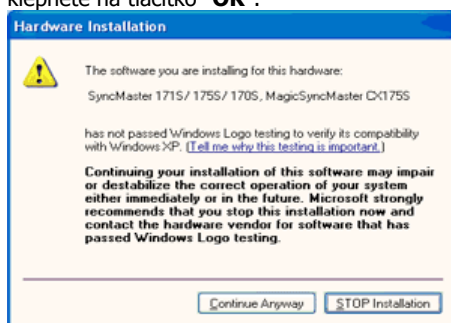 klepnete na tlačítko "OK".
Hardware Installation
The software you are installing for this hardware:
SyncMaster 171S/ 175S/ 170S, MagicSyncMaster CX175S
has not passed Windows Logo testing to verify its compatibility
with Windows XP. (Tell me why this testing is important.)
Continuing your installation of this software may impair
or destabilize the correct operation of your system
either immediately or in the future. Microsoft strongly
recommends that you stop this installation now and
contact the hardware vendor for software that has
passed Windows Logo testing.
Continue Anyway STOP Installation